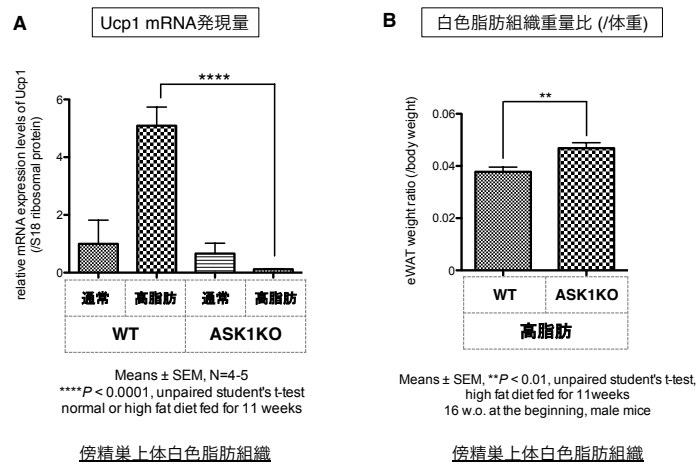 A
Ucp1 mRNA発現量
relative mRNA expression levels of Ucp1
(/S18 ribosomal protein)
6
4
2
0
****
通常
高脂肪
通常
高脂肪
WT
ASK1KO
Means ± SEM, N=4-5
****P < 0.0001, unpaired student's t-test
normal or high fat diet fed for 11 weeks
傍精巣上体白色脂肪組織
B
白色脂肪組織重量比 (/体重)
eWAT weight ratio (/body weight)
0.06
0.04
0.02
0
**
WT
ASK1KO
高脂肪
Means ± SEM, **P < 0.01, unpaired student's t-test,
high fat diet fed for 11weeks
16 w.o. at the beginning, male mice
傍精巣上体白色脂肪組織